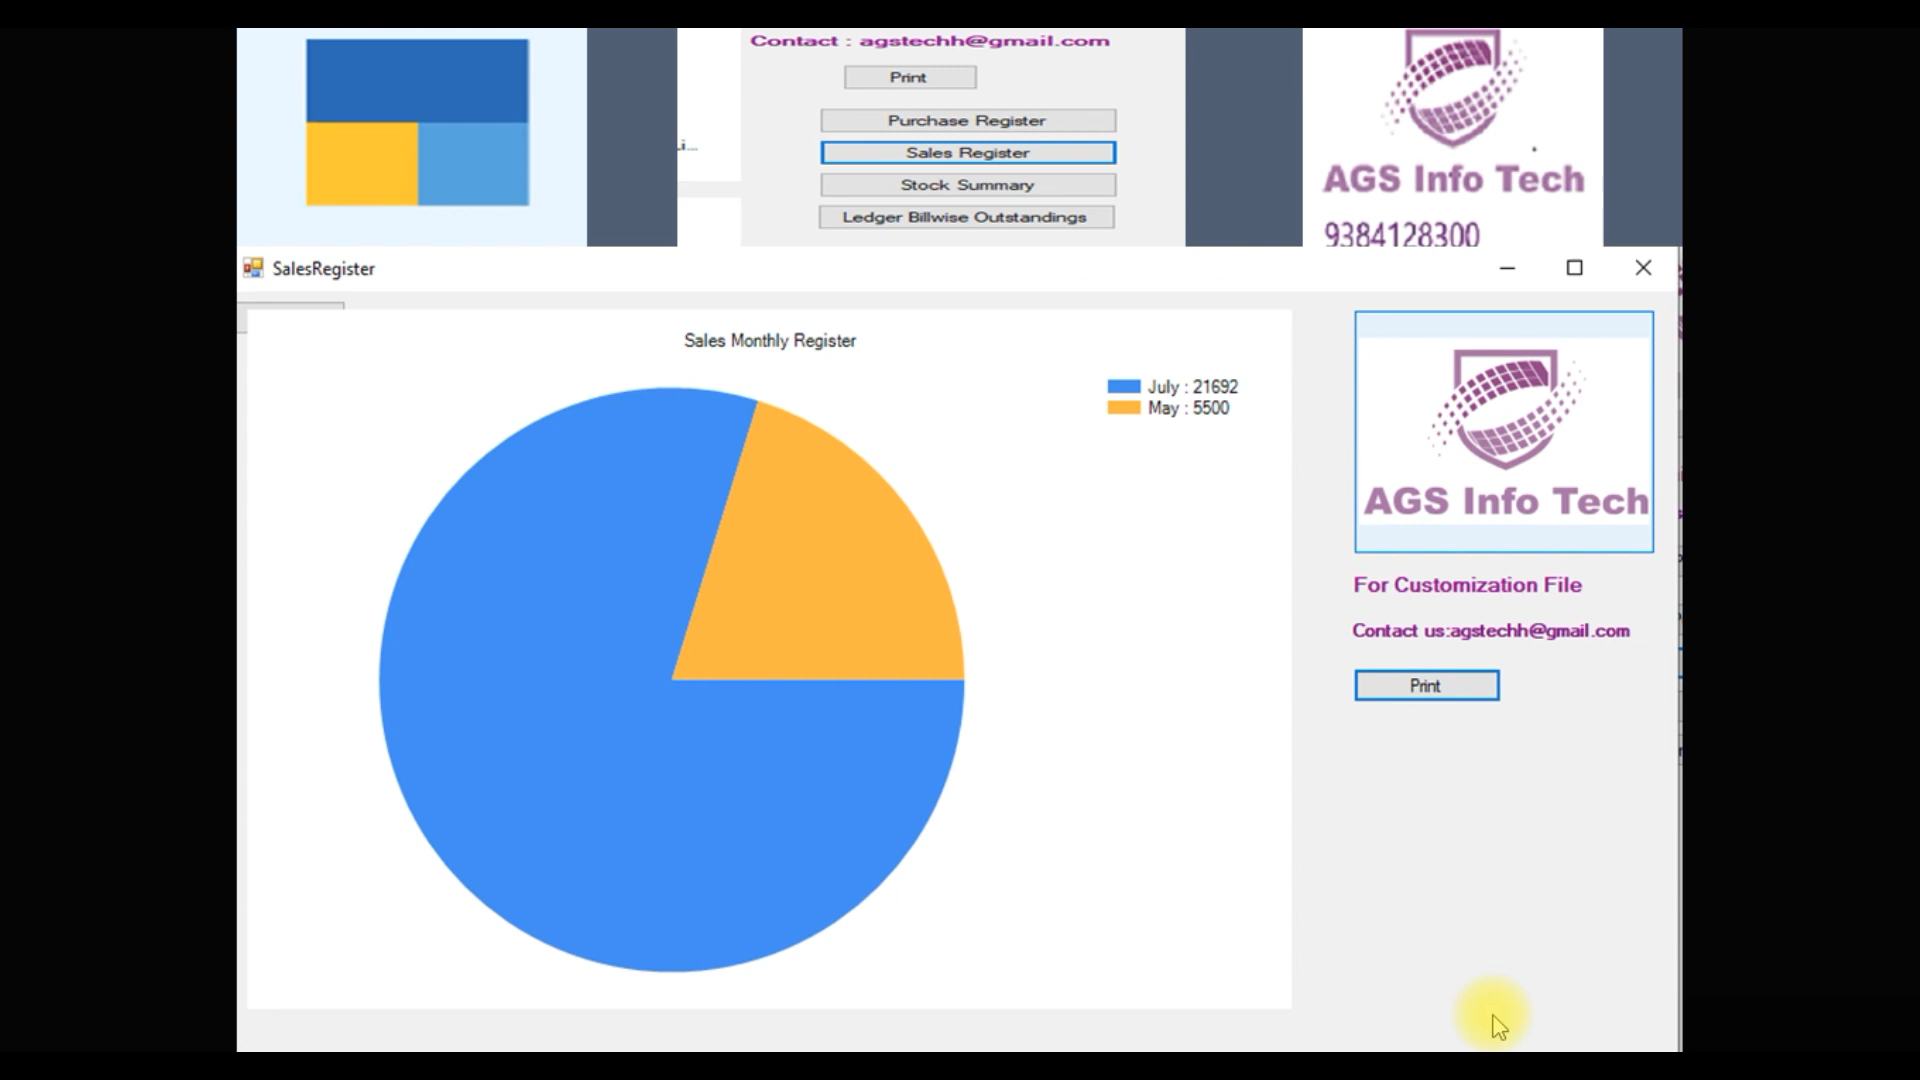 Contact : agstechh@gmail.com
Print
Purchase Register
Sales Register
Stock Summary
Ledger Billwise Outstandings
AGS Info Tech
9384128300
SalesRegister
Sales Monthly Register
July : 21692
May : 5500
AGS Info Tech
For Customization File
Contact us:agstechh@gmail.com
Print